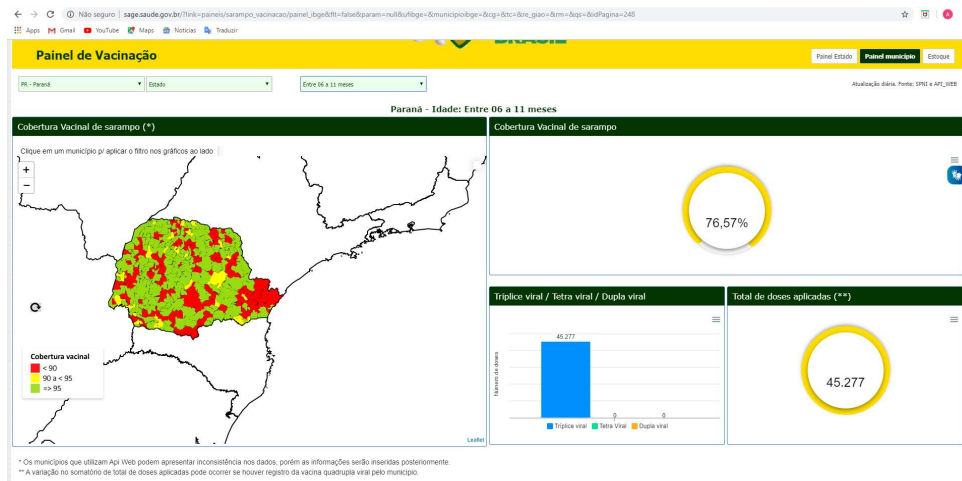 Não seguro | sage.saude.gov.br/?link=paineis/sarampo_vacinacao/painel_ibge&flt=false&param=null&ufibge=&municipioibge=&cg=&tc=&re_giao=&rm=&qs=&idPagina=248
Apps Gmail YouTube Maps Notícias Traduzir
BRASIL
Painel de Vacinação
Painel Estado Painel município Estoque
PR - Paraná Estado Entre 06 a 11 meses
Atualização diária. Fonte: SPNI e API_WEB
Paraná - Idade: Entre 06 a 11 meses
Cobertura Vacinal de sarampo (*)
Clique em um município p/ aplicar o filtro nos gráficos ao lado
+
−
Cobertura vacinal
< 90
90 a < 95
=> 95
Leaflet
Cobertura Vacinal de sarampo
76,57%
Tríplice viral / Tetra viral / Dupla viral
Número de doses
45.277
0 0
Tríplice viral Tetra Viral Dupla viral
Total de doses aplicadas (**)
45.277
* Os municípios que utilizam Api Web podem apresentar inconsistência nos dados, porém as informações serão inseridas posteriormente.
** A variação no somatório de total de doses aplicadas pode ocorrer se houver registro da vacina quadrupla viral pelo município.